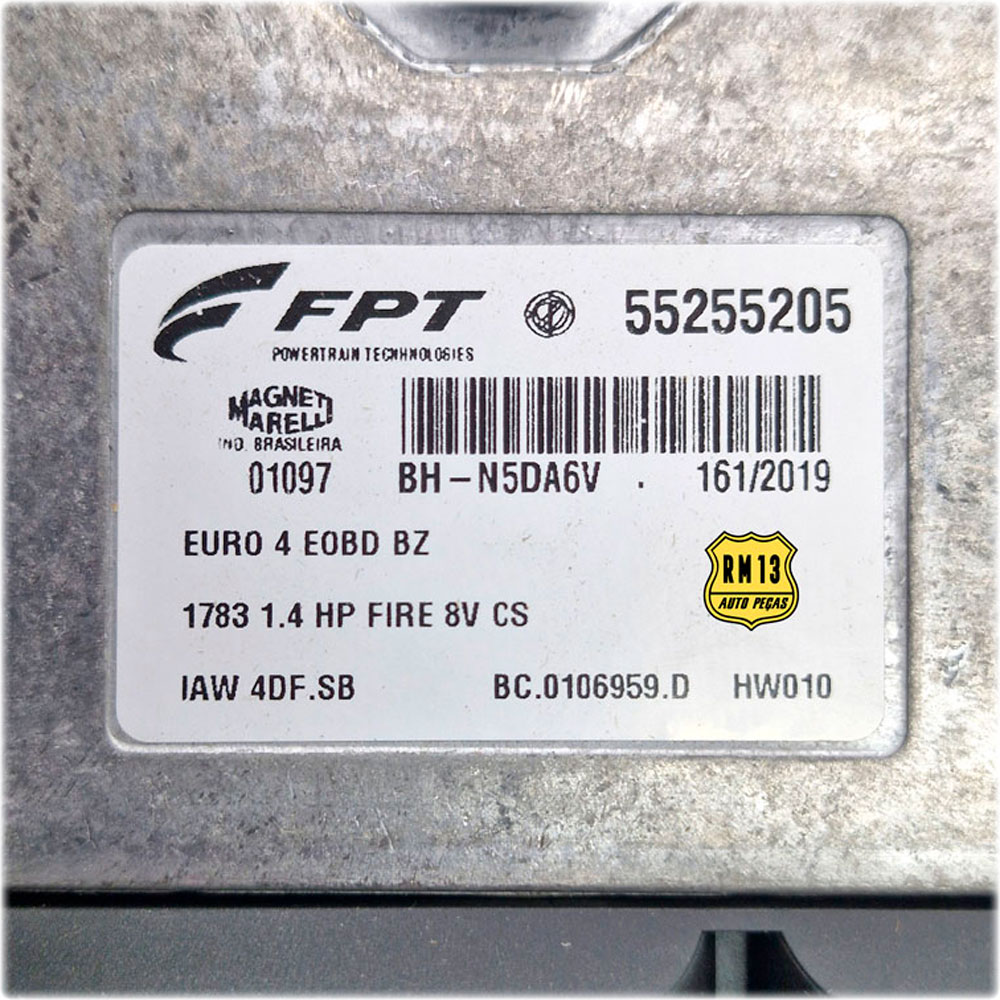 FPT
55255205
POWERTRAIN TECHNOLOGIES
MAGNETI
MARELLI
IND. BRASILEIRA
01097 BH-N5DA6V . 161/2019
EURO 4 EOBD BZ
RM13
AUTO PEÇAS
1783 1.4 HP FIRE 8V CS
IAW 4DF.SB BC.0106959.D HW010